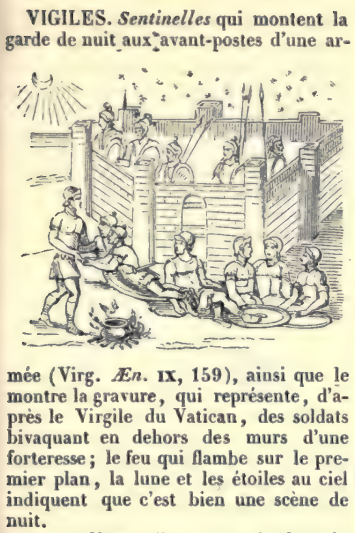 VIGILES. Sentinelles qui montent la
garde de nuit aux avant-postes d'une ar-
mée (Virg. Æn. IX, 159), ainsi que le
montre la gravure, qui représente, d'a-
près le Virgile du Vatican, des soldats
bivaquant en dehors des murs d'une
forteresse; le feu qui flambe sur le pre-
mier plan, la lune et les étoiles au ciel
indiquent que c'est bien une scène de
nuit.